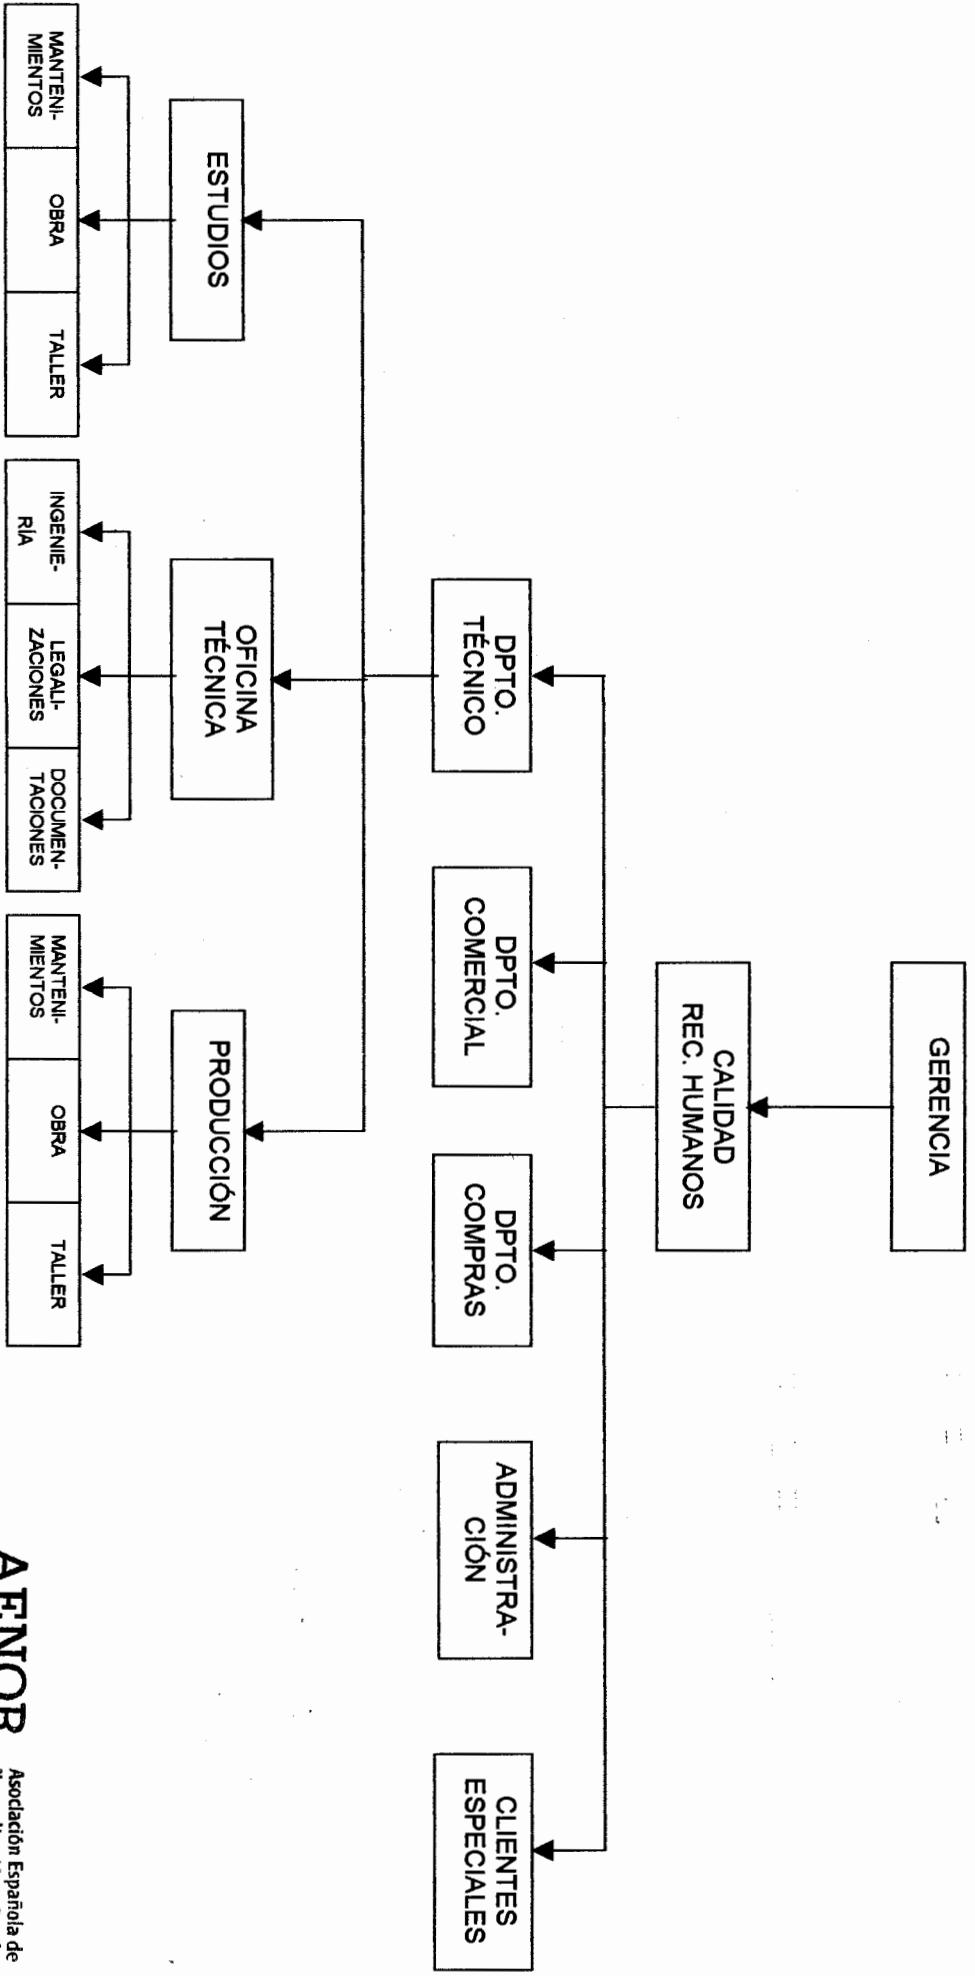 GERENCIA
CALIDAD
REC. HUMANOS
DPTO.
TÉCNICO
DPTO.
COMERCIAL
DPTO.
COMPRAS
ADMINISTRA-
CIÓN
CLIENTES
ESPECIALES
ESTUDIOS
OFICINA
TÉCNICA
PRODUCCIÓN
MANTENI-
MIENTOS
OBRA
TALLER
INGENIE-
RÍA
LEGALI-
ZACIONES
DOCUMEN-
TACIONES
MANTENI-
MIENTOS
OBRA
TALLER
AENOR
Asociación Española de